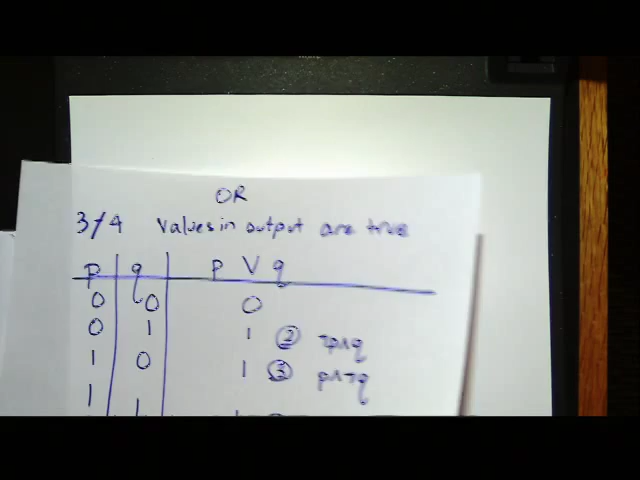 OR
3/4 values in output are true
p q p V q
0 0 0
0 1 1 ② ¬p∧q
1 0 1 ③ p∧¬q
1 1 1